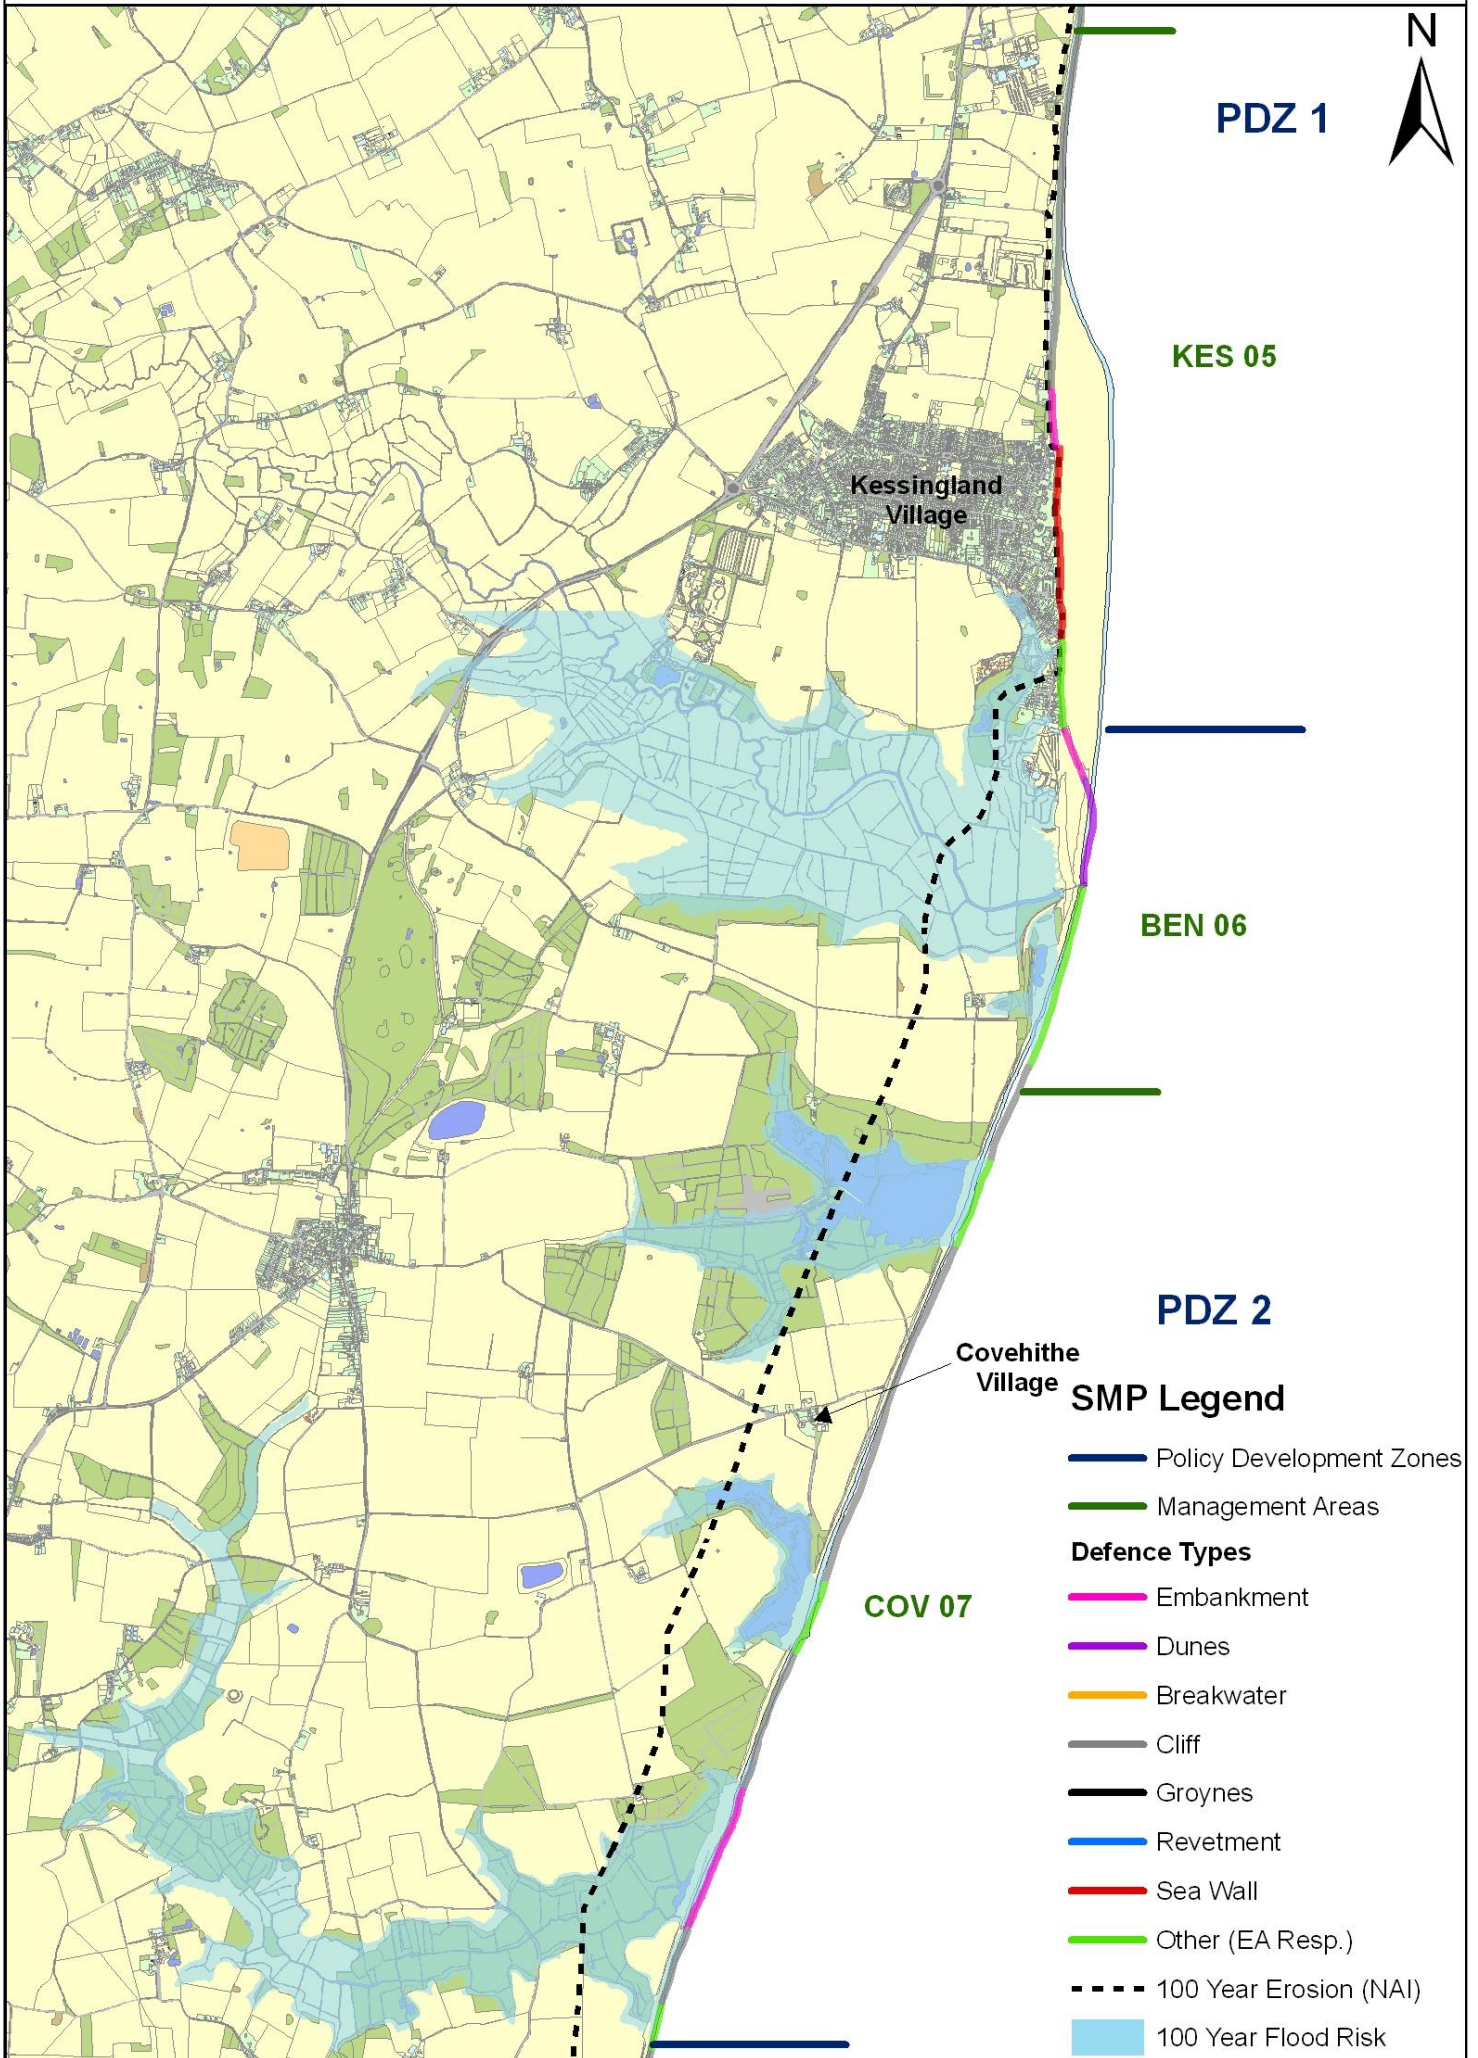 N
PDZ 1
KES 05
Kessingland
Village
BEN 06
PDZ 2
Covehithe
Village
SMP Legend
Policy Development Zones
Management Areas
Defence Types
Embankment
COV 07
Dunes
Breakwater
Cliff
Groynes
Revetment
Sea Wall
Other (EA Resp.)
100 Year Erosion (NAI)
100 Year Flood Risk